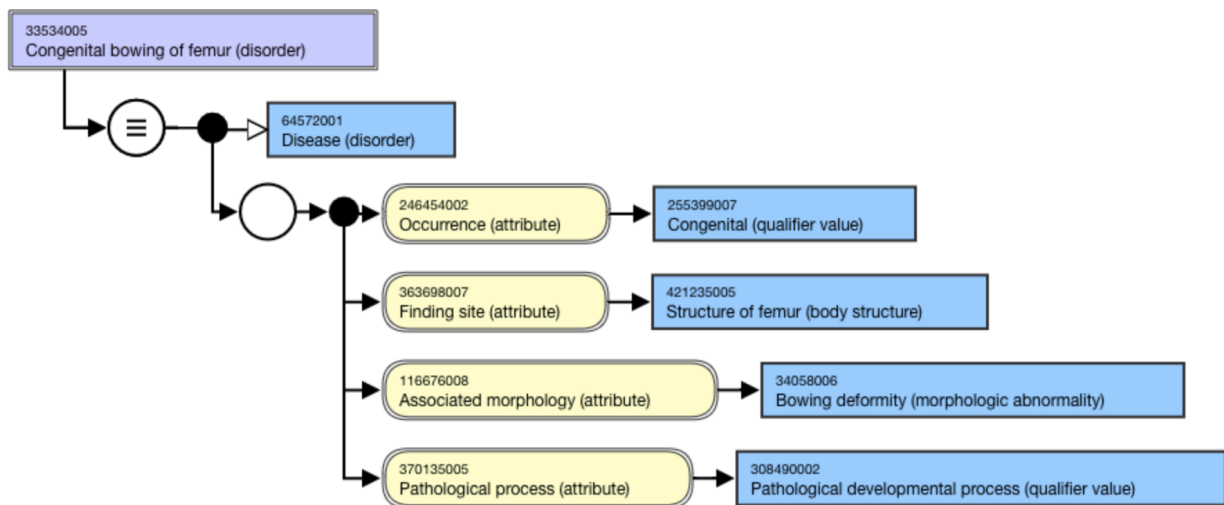 33534005
Congenital bowing of femur (disorder)
64572001
Disease (disorder)
246454002
Occurrence (attribute)
255399007
Congenital (qualifier value)
363698007
Finding site (attribute)
421235005
Structure of femur (body structure)
116676008
Associated morphology (attribute)
34058006
Bowing deformity (morphologic abnormality)
370135005
Pathological process (attribute)
308490002
Pathological developmental process (qualifier value)